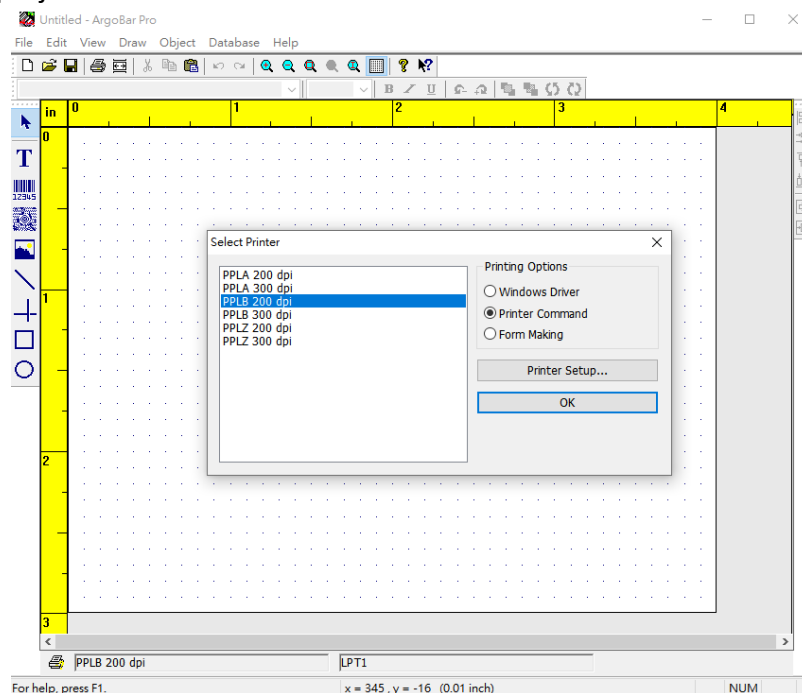 Untitled - ArgoBar Pro
File Edit View Draw Object Database Help
B I U
in 0 1 2 3 4
0
T
12345
Select Printer
PPLA 200 dpi
PPLA 300 dpi
PPLB 200 dpi
PPLB 300 dpi
PPLZ 200 dpi
PPLZ 300 dpi
Printing Options
Windows Driver
Printer Command
Form Making
Printer Setup...
OK
1
2
3
PPLB 200 dpi LPT1
For help, press F1. x = 345 , y = -16 (0.01 inch) NUM